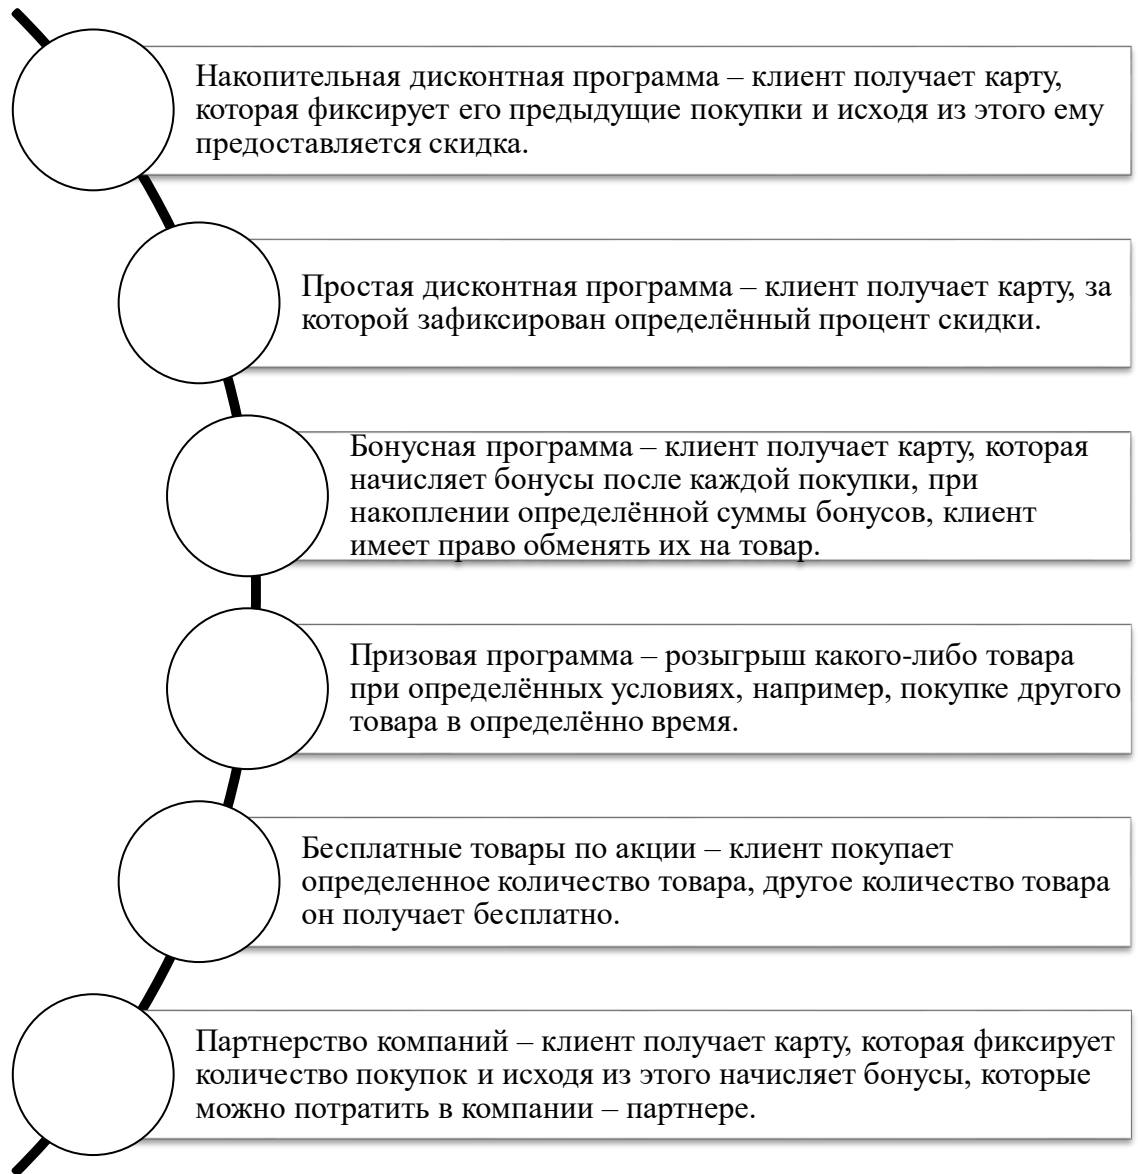 Накопительная дисконтная программа – клиент получает карту,
которая фиксирует его предыдущие покупки и исходя из этого ему
предоставляется скидка.
Простая дисконтная программа – клиент получает карту, за
которой зафиксирован определённый процент скидки.
Бонусная программа – клиент получает карту, которая
начисляет бонусы после каждой покупки, при
накоплении определённой суммы бонусов, клиент
имеет право обменять их на товар.
Призовая программа – розыгрыш какого-либо товара
при определённых условиях, например, покупке другого
товара в определённо время.
Бесплатные товары по акции – клиент покупает
определенное количество товара, другое количество товара
он получает бесплатно.
Партнерство компаний – клиент получает карту, которая фиксирует
количество покупок и исходя из этого начисляет бонусы, которые
можно потратить в компании – партнере.